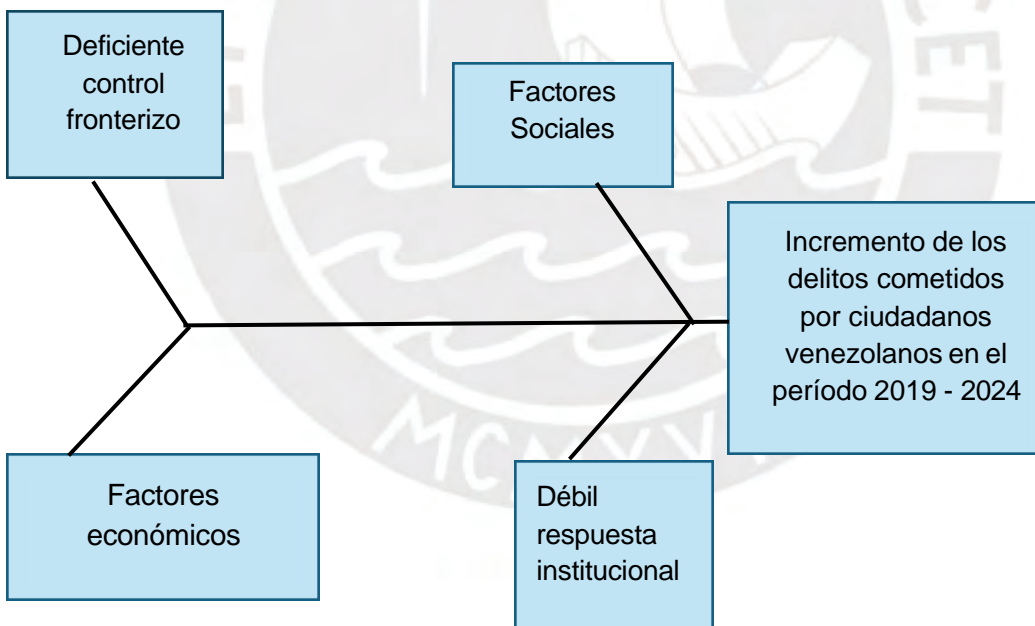 Deficiente
control
fronterizo
Factores
Sociales
Incremento de los
delitos cometidos
por ciudadanos
venezolanos en el
período 2019 - 2024
Factores
económicos
Débil
respuesta
institucional